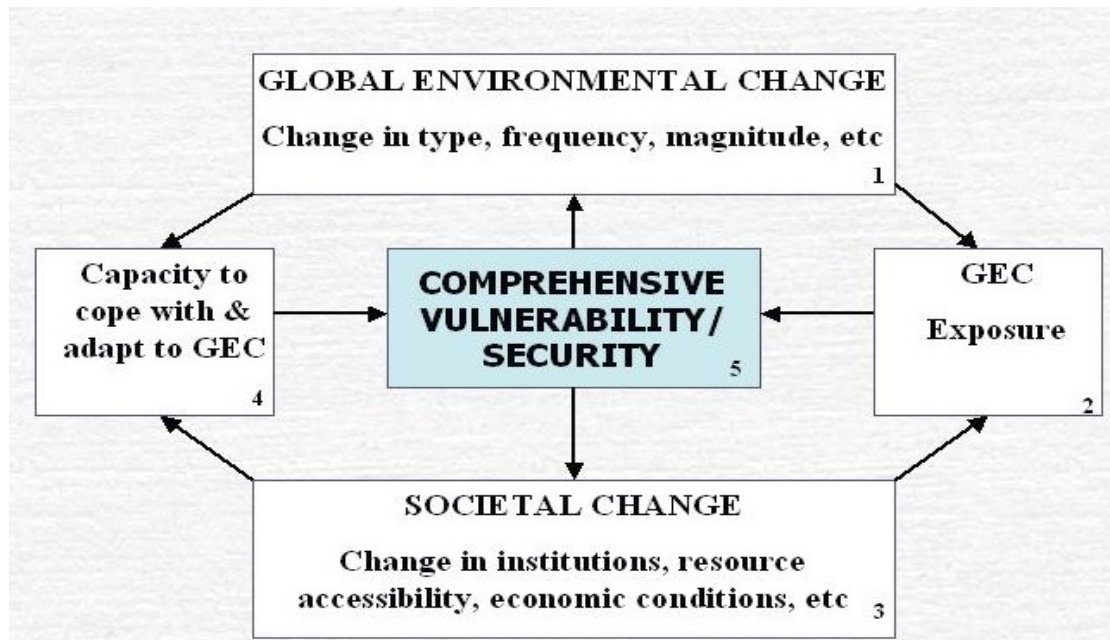 GLOBAL ENVIRONMENTAL CHANGE
Change in type, frequency, magnitude, etc
1
Capacity to
cope with &
adapt to GEC
4
COMPREHENSIVE
VULNERABILITY/
SECURITY
5
GEC
Exposure
2
SOCIETAL CHANGE
Change in institutions, resource
accessibility, economic conditions, etc
3